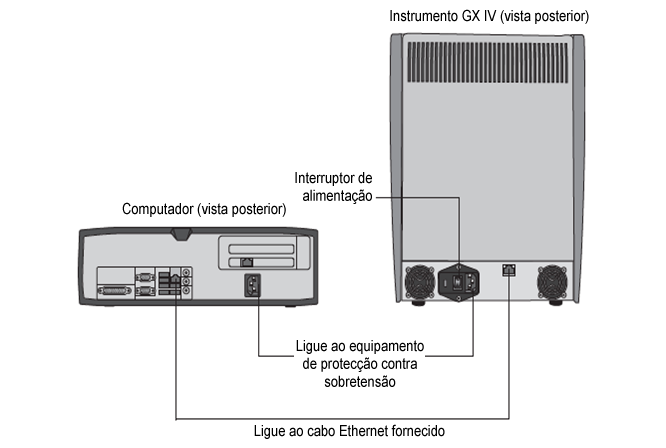 Instrumento GX IV (vista posterior)
Interruptor de
alimentação
Computador (vista posterior)
Ligue ao equipamento
de protecção contra
sobretensão
Ligue ao cabo Ethernet fornecido